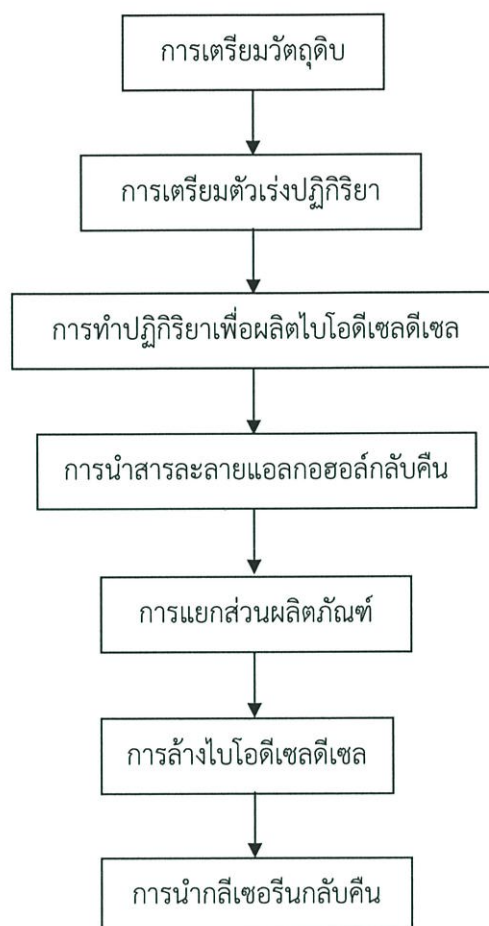 การเตรียมวัตถุดิบ
การเตรียมตัวเร่งปฏิกิริยา
การทำปฏิกิริยาเพื่อผลิตไบโอดีเซลดีเซล
การนำสารละลายแอลกอฮอล์กลับคืน
การแยกส่วนผลิตภัณฑ์
การล้างไบโอดีเซลดีเซล
การนำกลีเซอรีนกลับคืน